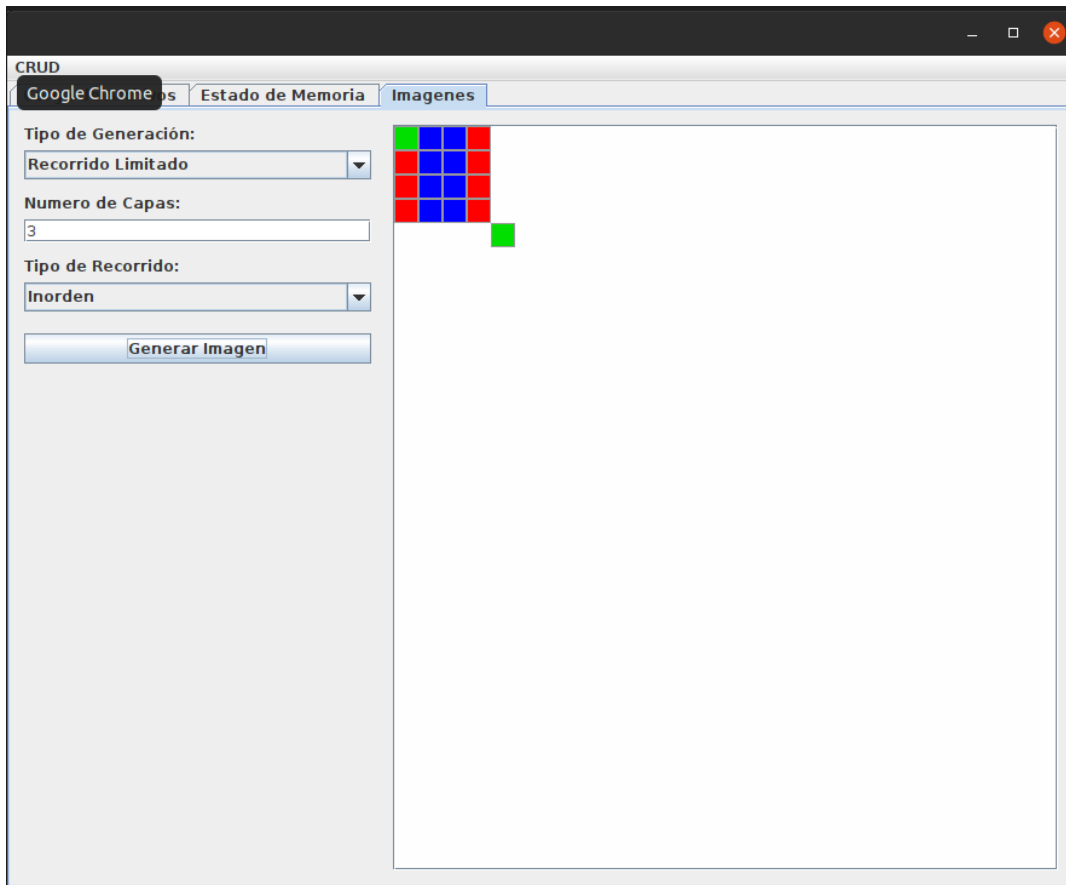 CRUD
Google Chrome
Estado de Memoria
Imagenes
Tipo de Generación:
Recorrido Limitado
Numero de Capas:
3
Tipo de Recorrido:
Inorden
Generar Imagen